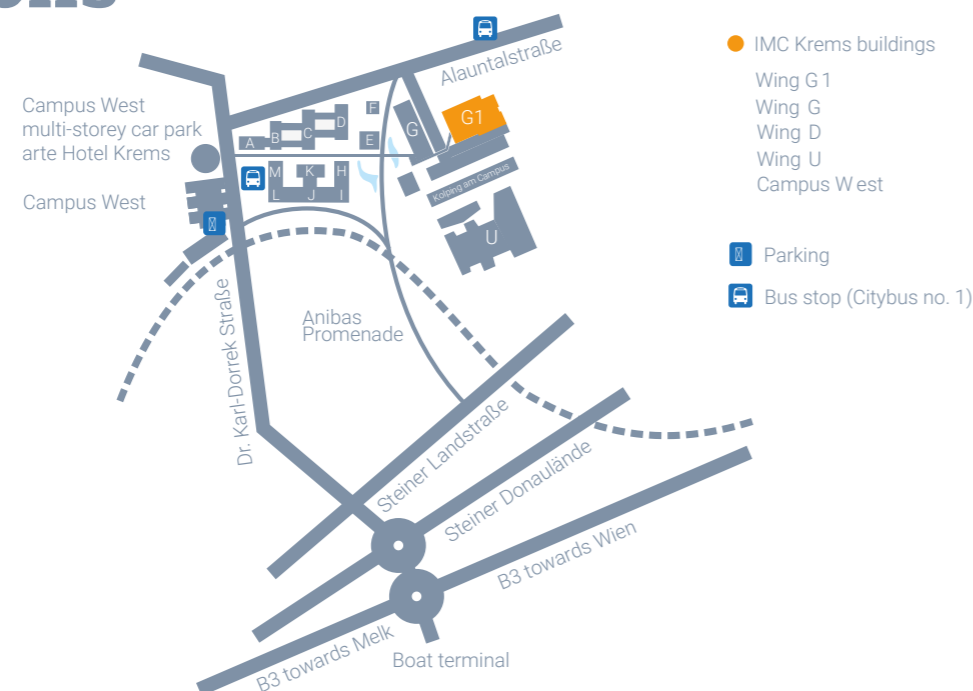 Alauntalstraße
Campus West
multi-storey car park
arte Hotel Krems
Campus West
A
B
C
D
E
F
G
G1
M
K
H
L
J
I
Kolping am Campus
U
Dr. Karl-Dorrek Straße
Anibas
Promenade
Steiner Landstraße
Steiner Donaulände
B3 towards Wien
B3 towards Melk
Boat terminal
IMC Krems buildings
Wing G1
Wing G
Wing D
Wing U
Campus West
Parking
Bus stop (Citybus no. 1)